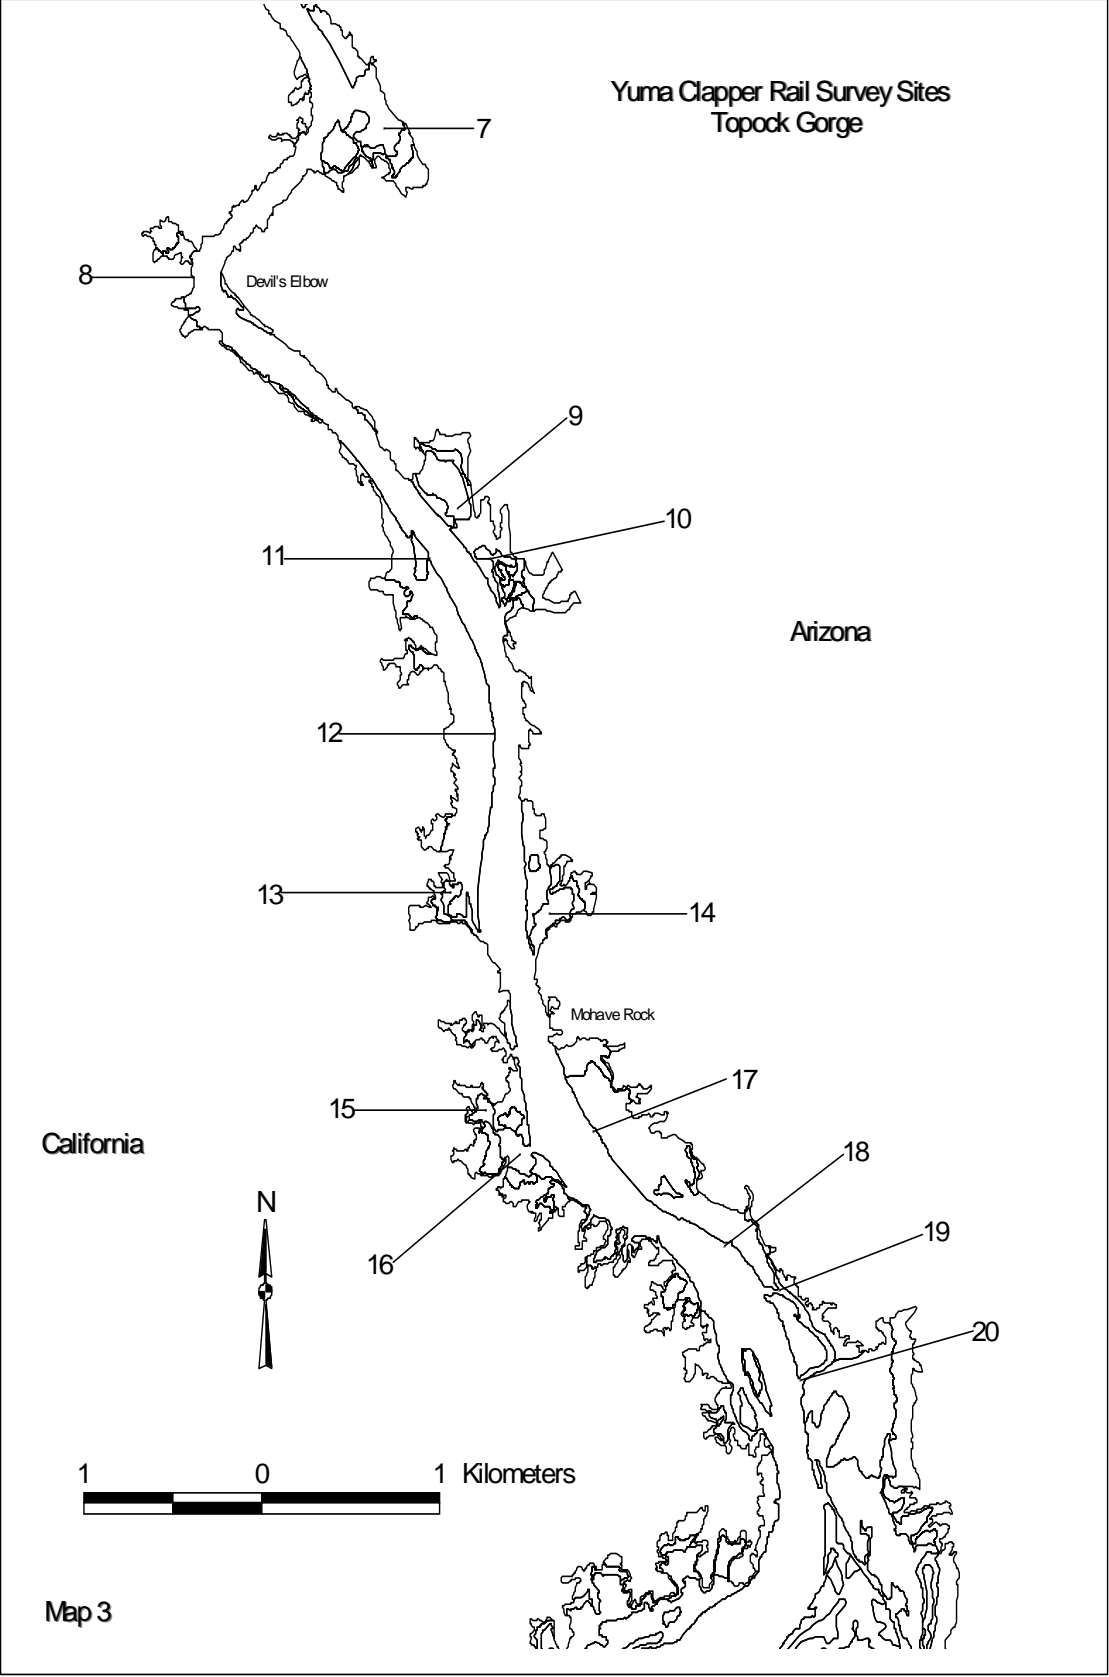 Yuma Clapper Rail Survey Sites
Topock Gorge
7
8
Devil's Elbow
9
10
11
Arizona
12
13
14
Mohave Rock
17
15
California
18
N
19
16
20
1 0 1 Kilometers
Map 3